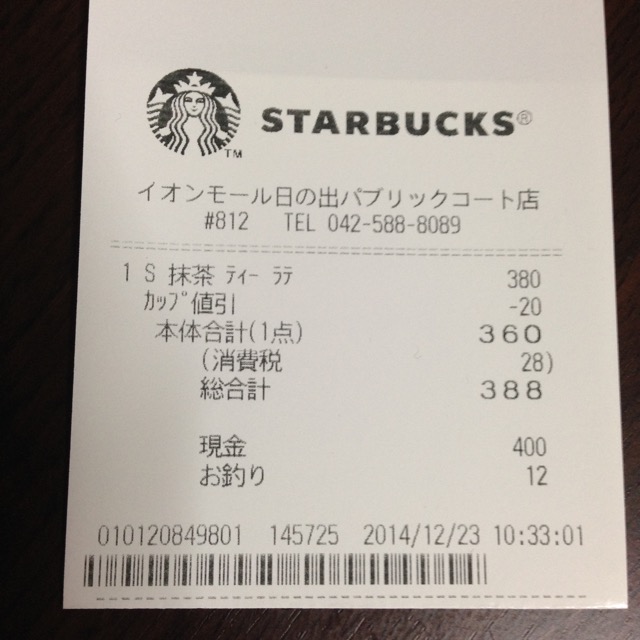 STARBUCKS®
TM
イオンモール日の出パブリックコート店
#812 TEL 042-588-8089
1 S 抹茶 ティー ラテ 380
カップ値引 -20
本体合計(1点) 360
(消費税 28)
総合計 388
現金 400
お釣り 12
010120849801 145725 2014/12/23 10:33:01